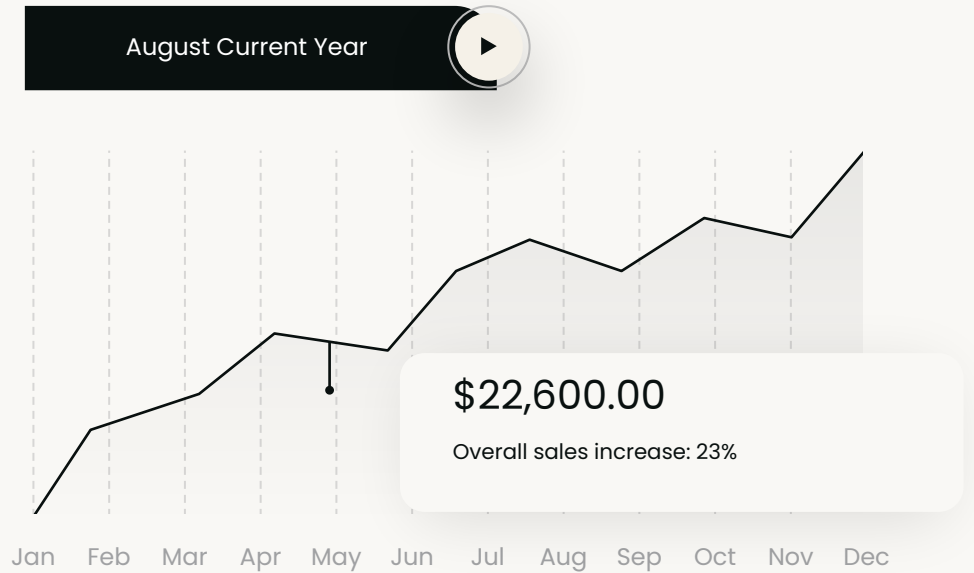 August Current Year
$22,600.00
Overall sales increase: 23%
Jan Feb Mar Apr May Jun Jul Aug Sep Oct Nov Dec